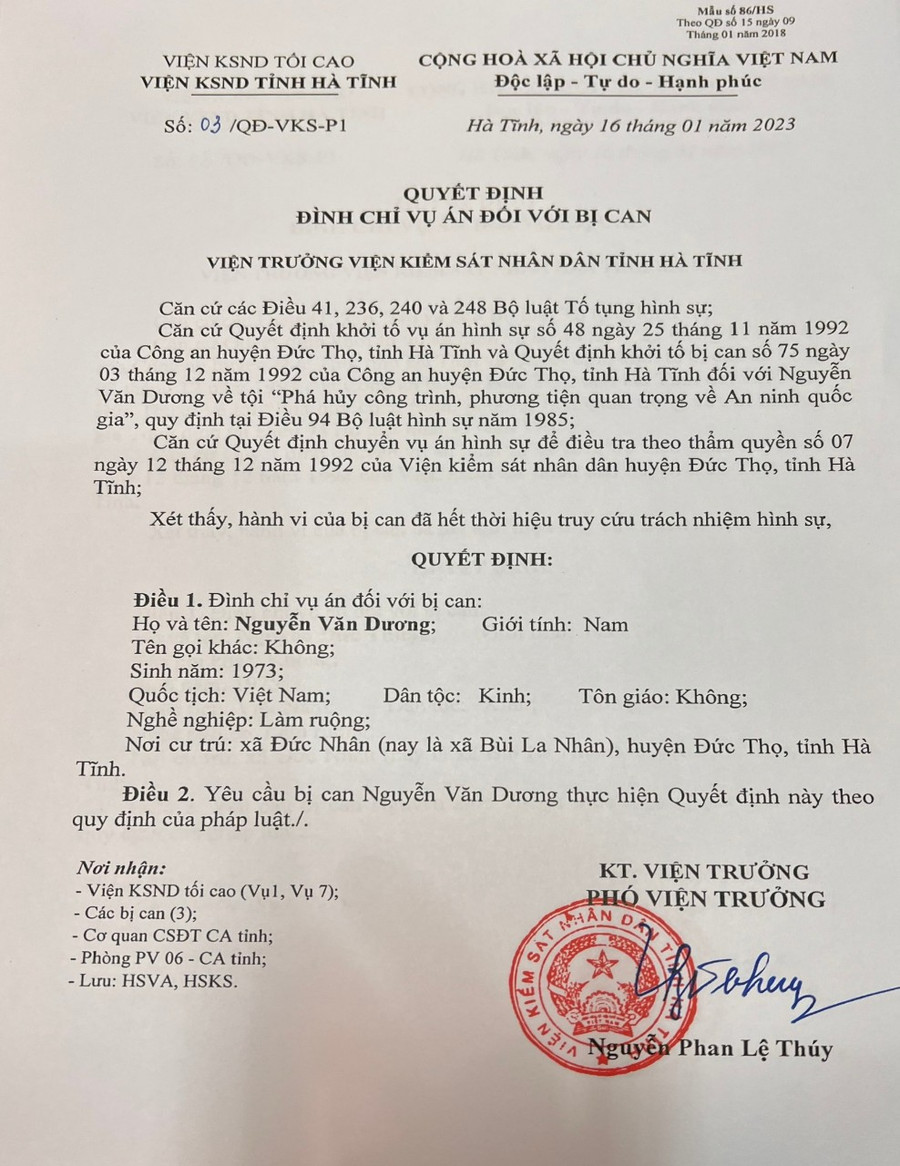 Mẫu số 86/HS
Theo QĐ số 15 ngày 09
Tháng 01 năm 2018
VIỆN KSND TỐI CAO
VIỆN KSND TỈNH HÀ TĨNH
Số: 03 /QĐ-VKS-P1
CỘNG HOÀ XÃ HỘI CHỦ NGHĨA VIỆT NAM
Độc lập - Tự do - Hạnh phúc
Hà Tĩnh, ngày 16 tháng 01 năm 2023
QUYẾT ĐỊNH
ĐÌNH CHỈ VỤ ÁN ĐỐI VỚI BỊ CAN
VIỆN TRƯỞNG VIỆN KIỂM SÁT NHÂN DÂN TỈNH HÀ TĨNH
Căn cứ các Điều 41, 236, 240 và 248 Bộ luật Tố tụng hình sự;
Căn cứ Quyết định khởi tố vụ án hình sự số 48 ngày 25 tháng 11 năm 1992
của Công an huyện Đức Thọ, tỉnh Hà Tĩnh và Quyết định khởi tố bị can số 75 ngày
03 tháng 12 năm 1992 của Công an huyện Đức Thọ, tỉnh Hà Tĩnh đối với Nguyễn
Văn Dương về tội “Phá hủy công trình, phương tiện quan trọng về An ninh quốc
gia”, quy định tại Điều 94 Bộ luật hình sự năm 1985;
Căn cứ Quyết định chuyển vụ án hình sự để điều tra theo thẩm quyền số 07
ngày 12 tháng 12 năm 1992 của Viện kiểm sát nhân dân huyện Đức Thọ, tỉnh Hà
Tĩnh;
Xét thấy, hành vi của bị can đã hết thời hiệu truy cứu trách nhiệm hình sự,
QUYẾT ĐỊNH:
Điều 1. Đình chỉ vụ án đối với bị can:
Họ và tên: Nguyễn Văn Dương; Giới tính: Nam
Tên gọi khác: Không;
Sinh năm: 1973;
Quốc tịch: Việt Nam; Dân tộc: Kinh; Tôn giáo: Không;
Nghề nghiệp: Làm ruộng;
Nơi cư trú: xã Đức Nhân (nay là xã Bùi La Nhân), huyện Đức Thọ, tỉnh Hà
Tĩnh.
Điều 2. Yêu cầu bị can Nguyễn Văn Dương thực hiện Quyết định này theo
quy định của pháp luật./.
Nơi nhận:
- Viện KSND tối cao (Vụ1, Vụ 7);
- Các bị can (3);
- Cơ quan CSĐT CA tỉnh;
- Phòng PV 06 - CA tỉnh;
- Lưu: HSVA, HSKS.
KT. VIỆN TRƯỞNG
PHÓ VIỆN TRƯỞNG
VIỆN KIỂM SÁT NHÂN DÂN TỈNH HÀ TĨNH
Nguyễn Phan Lệ Thúy